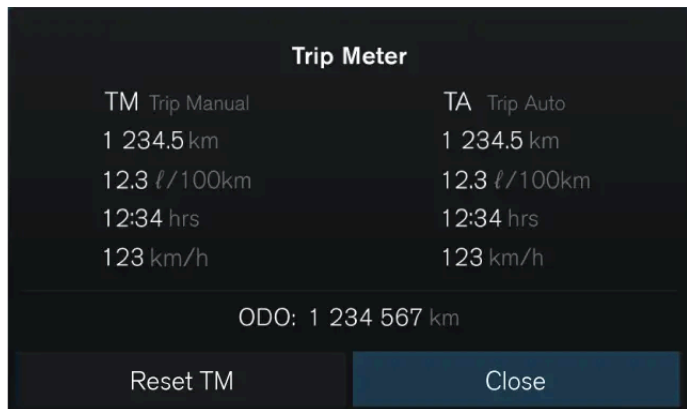 Trip Meter
TM Trip Manual
1 234.5 km
12.3 ℓ/100km
12:34 hrs
123 km/h
TA Trip Auto
1 234.5 km
12.3 ℓ/100km
12:34 hrs
123 km/h
ODO: 1 234 567 km
Reset TM
Close